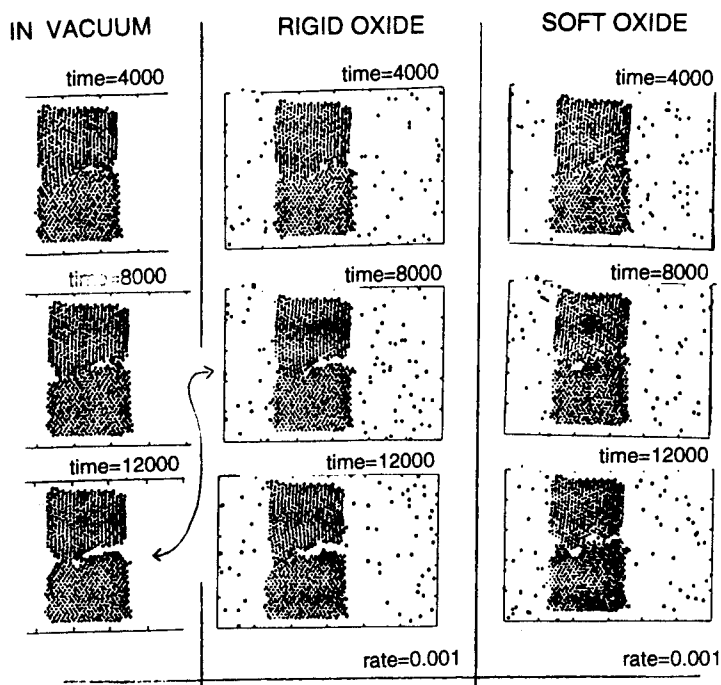 IN VACUUM
RIGID OXIDE
SOFT OXIDE
time=4000
time=4000
time=4000
time=8000
time=8000
time=8000
time=12000
time=12000
time=12000
rate=0.001
rate=0.001